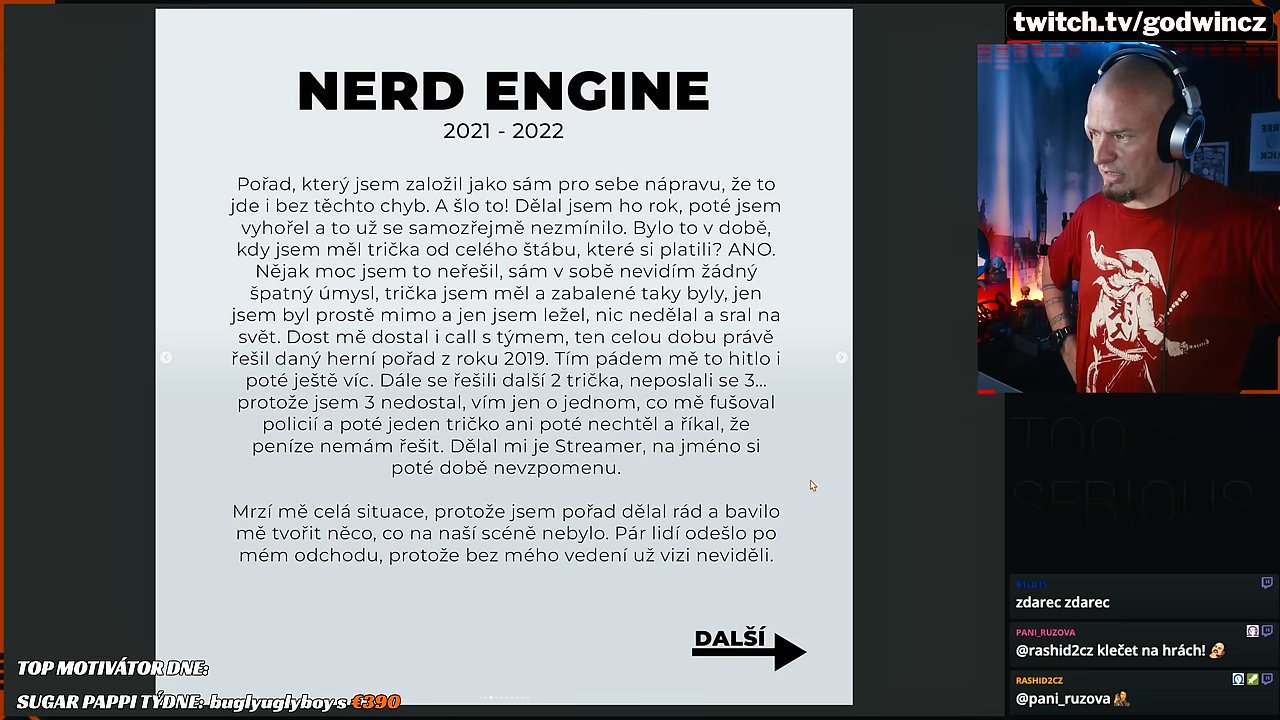 twitch.tv/godwincz
NERD ENGINE
2021 - 2022
Pořad, který jsem založil jako sám pro sebe nápravu, že to
jde i bez těchto chyb. A šlo to! Dělal jsem ho rok, poté jsem
vyhořel a to už se samozřejmě nezmínilo. Bylo to v době,
kdy jsem měl trička od celého štábu, které si platili? ANO.
Nějak moc jsem to neřešil, sám v sobě nevidím žádný
špatný úmysl, trička jsem měl a zabalené taky byly, jen
jsem byl prostě mimo a jen jsem ležel, nic nedělal a sral na
svět. Dost mě dostal i call s týmem, ten celou dobu právě
řešil daný herní pořad z roku 2019. Tím pádem mě to hitlo i
poté ještě víc. Dále se řešili další 2 trička, neposlali se 3...
protože jsem 3 nedostal, vím jen o jednom, co mě fušoval
policií a poté jeden tričko ani poté nechtěl a říkal, že
peníze nemám řešit. Dělal mi je Streamer, na jméno si
poté době nevzpomenu.
Mrzí mě celá situace, protože jsem pořad dělal rád a bavilo
mě tvořit něco, co na naší scéně nebylo. Pár lidí odešlo po
mém odchodu, protože bez mého vedení už vizi neviděli.
DALŠÍ
TOO
SERIOUS
zdarec zdarec
PANI_RUZOVA
@rashid2cz klečet na hrách!
RASHID2CZ
@pani_ruzova
TOP MOTIVÁTOR DNE:
SUGAR PAPPI TÝDNE: buglyuglyboys €390